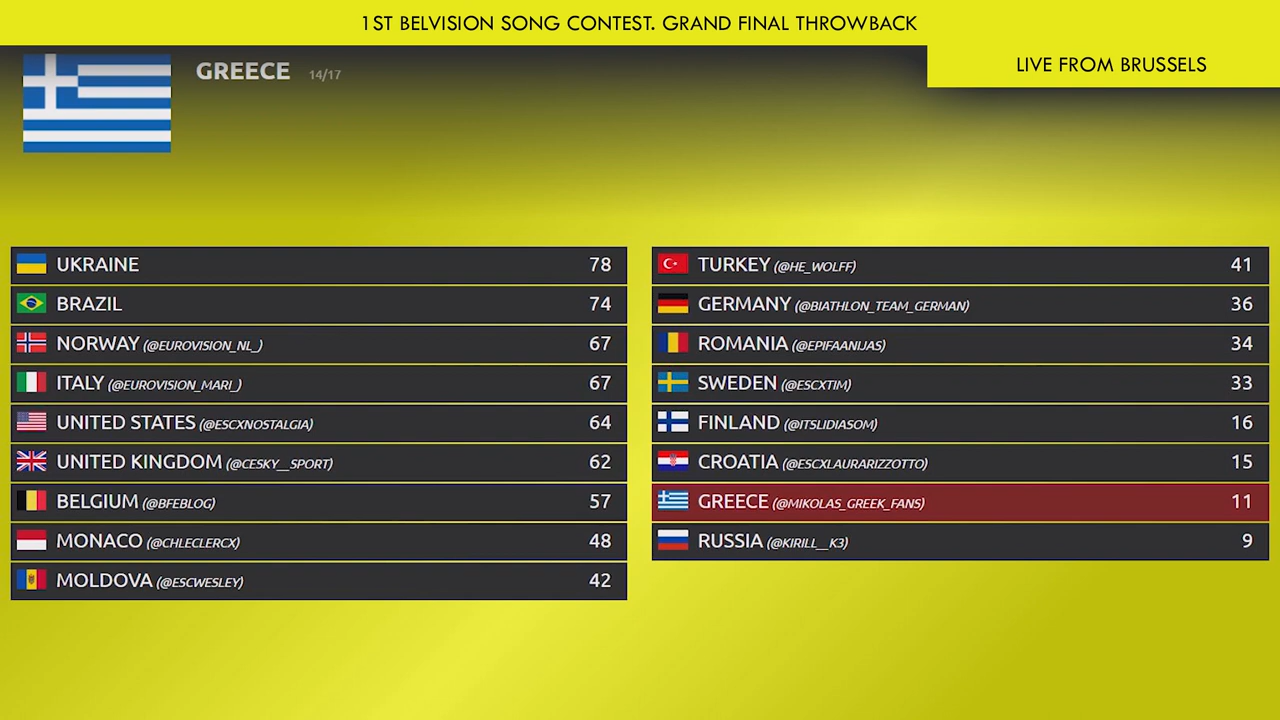 1ST BELVISION SONG CONTEST. GRAND FINAL THROWBACK
LIVE FROM BRUSSELS
GREECE 14/17
UKRAINE 78
BRAZIL 74
NORWAY (@EUROVISION_NL_) 67
ITALY (@EUROVISION_MARI_) 67
UNITED STATES (@ESCXNOSTALGIA) 64
UNITED KINGDOM (@CESKY__SPORT) 62
BELGIUM (@BFEBLOG) 57
MONACO (@CHLECLERCX) 48
MOLDOVA (@ESCWESLEY) 42
TURKEY (@HE_WOLFF) 41
GERMANY (@BIATHLON_TEAM_GERMAN) 36
ROMANIA (@EPIFAANIJAS) 34
SWEDEN (@ESCXTIM) 33
FINLAND (@ITSLIDIASOM) 16
CROATIA (@ESCXLAURARIZZOTTO) 15
GREECE (@MIKOLAS_GREEK_FANS) 11
RUSSIA (@KIRILL__K3) 9